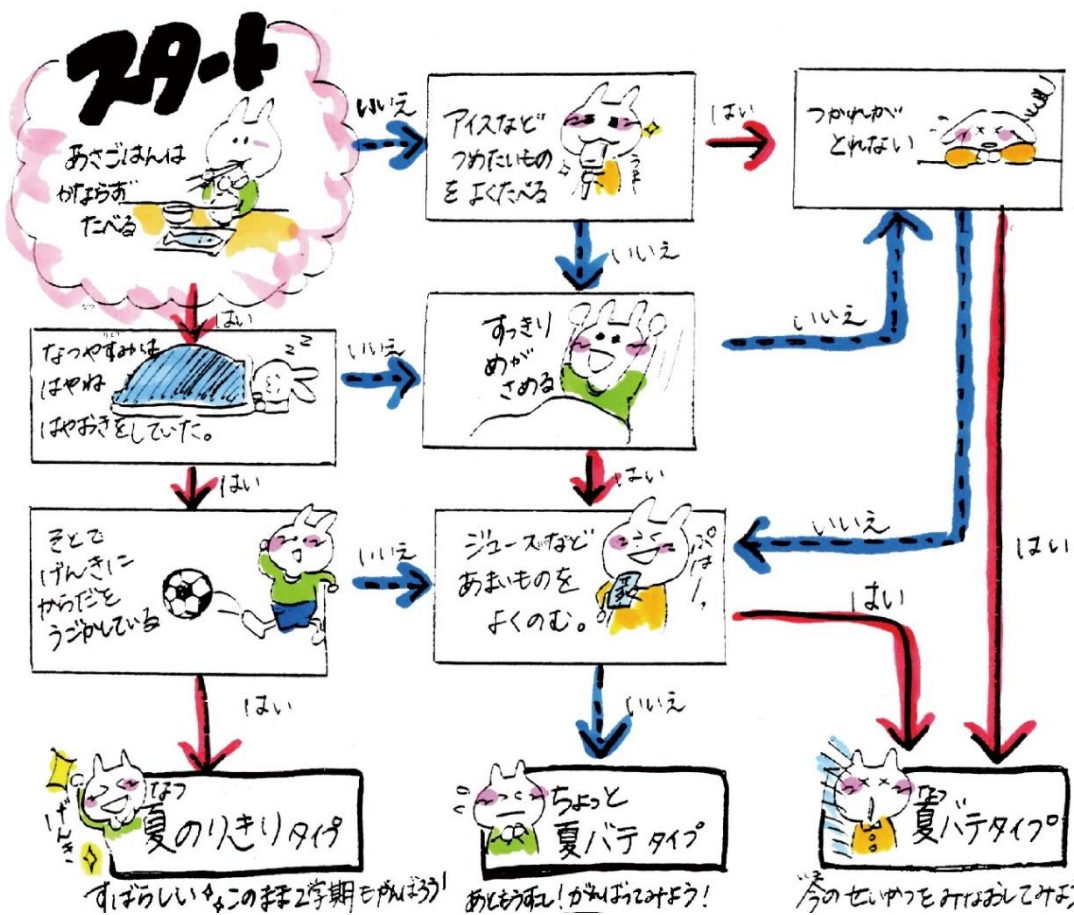 スタート
あさごはんは
かならず
たべる
いいえ
アイスなど
つめたいもの
をよくたべる
はい
つかれが
とれない
はい
いいえ
なつやすみ
はやね
はやおきをしていた。
zz
いいえ
すっきり
めが
さめる
いいえ
はい
はい
そとで
げんきに
からだを
うごかしている
いいえ
ジュースなど
あまいものを
よくのむ。
ぷはー、
いいえ
はい
はい
はい
いいえ
げんき
なつ
夏のりきりタイプ
ちょっと
夏バテタイプ
なつ
夏バテタイプ
すばらしい このまま2学期もがんばろう!
あともうすこし!がんばってみよう!
今のせいかつをみなおしてみよ